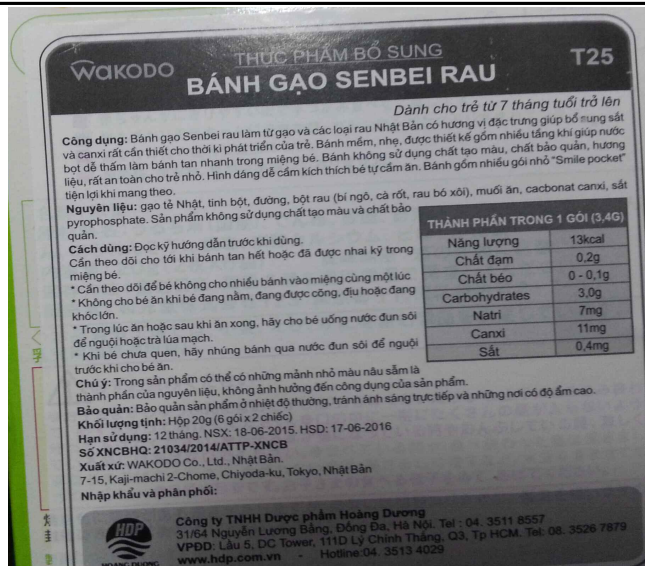 WAKODO
THỰC PHẨM BỔ SUNG
T25
BÁNH GẠO SENBEI RAU
Dành cho trẻ từ 7 tháng tuổi trở lên
Công dụng: Bánh gạo Senbei rau làm từ gạo và các loại rau Nhật Bản có hương vị đặc trưng giúp bổ sung sắt
và canxi rất cần thiết cho thời kì phát triển của trẻ. Bánh mềm, nhẹ, được thiết kế gồm nhiều tầng khí giúp nước
bọt dễ thấm làm bánh tan nhanh trong miệng bé. Bánh không sử dụng chất tạo màu, chất bảo quản, hương
liệu, rất an toàn cho trẻ nhỏ. Hình dáng dễ cầm kích thích bé tự cầm ăn. Bánh gồm nhiều gói nhỏ "Smile pocket"
tiện lợi khi mang theo.
Nguyên liệu: gạo tẻ Nhật, tinh bột, đường, bột rau (bí ngô, cà rốt, rau bó xôi), muối ăn, cacbonat canxi, sắt
pyrophosphate. Sản phẩm không sử dụng chất tạo màu và chất bảo
quản.
Cách dùng: Đọc kỹ hướng dẫn trước khi dùng.
Cần theo dõi cho tới khi bánh tan hết hoặc đã được nhai kỹ trong
miệng bé.
* Cần theo dõi để bé không cho nhiều bánh vào miệng cùng một lúc
* Không cho bé ăn khi bé đang nằm, đang được cõng, địu hoặc đang
khóc lớn.
* Trong lúc ăn hoặc sau khi ăn xong, hãy cho bé uống nước đun sôi
để nguội hoặc trà lúa mạch.
* Khi bé chưa quen, hãy nhúng bánh qua nước đun sôi để nguội
trước khi cho bé ăn.
THÀNH PHẦN TRONG 1 GÓI (3,4G)
Năng lượng 13kcal
Chất đạm 0,2g
Chất béo 0 - 0,1g
Carbohydrates 3,0g
Natri 7mg
Canxi 11mg
Sắt 0,4mg
Chú ý: Trong sản phẩm có thể có những mảnh nhỏ màu nâu sẫm là
thành phần của nguyên liệu, không ảnh hưởng đến công dụng của sản phẩm.
Bảo quản: Bảo quản sản phẩm ở nhiệt độ thường, tránh ánh sáng trực tiếp và những nơi có độ ẩm cao.
Khối lượng tịnh: Hộp 20g (6 gói x 2 chiếc)
Hạn sử dụng: 12 tháng. NSX: 18-06-2015. HSD: 17-06-2016
Số XNCBHQ: 21034/2014/ATTP-XNCB
Xuất xứ: WAKODO Co., Ltd., Nhật Bản.
7-15, Kaji-machi 2-Chome, Chiyoda-ku, Tokyo, Nhật Bản
Nhập khẩu và phân phối:
HDP
HOÀNG DƯƠNG
Công ty TNHH Dược phẩm Hoàng Dương
31/64 Nguyễn Lương Bằng, Đống Đa, Hà Nội. Tel : 04. 3511 8557
VPĐD: Lầu 5, DC Tower, 111D Lý Chính Thắng, Q3, Tp HCM. Tel: 08. 3526 7879
www.hdp.com.vn - Hotline:04. 3513 4029